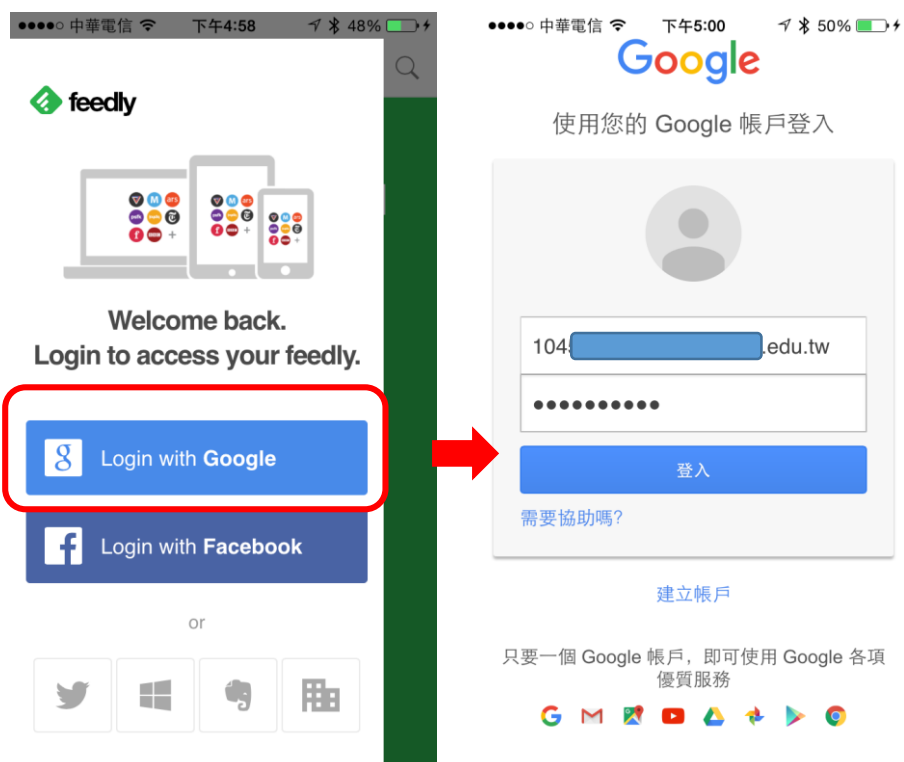 中華電信 下午4:58 48%
feedly
Welcome back.
Login to access your feedly.
Login with Google
Login with Facebook
or
中華電信 下午5:00 50%
Google
使用您的 Google 帳戶登入
104 .edu.tw
登入
需要協助嗎?
建立帳戶
只要一個 Google 帳戶，即可使用 Google 各項
優質服務